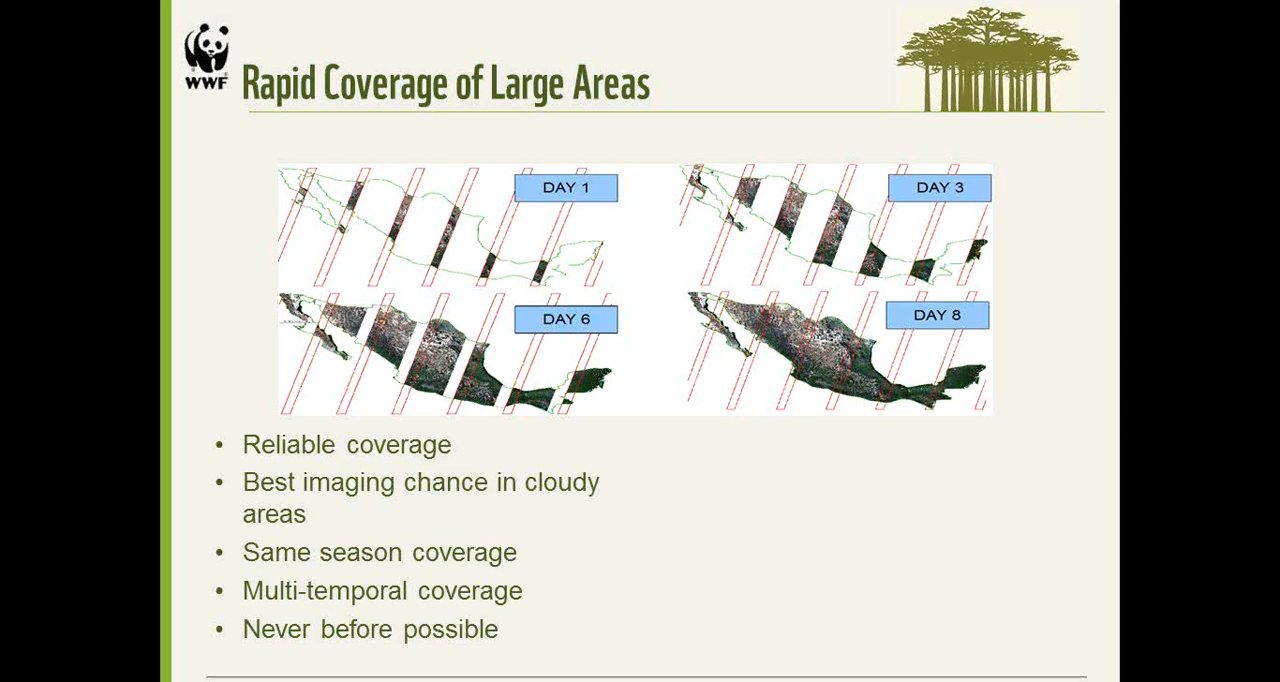 WWF
Rapid Coverage of Large Areas
DAY 1
DAY 3
DAY 6
DAY 8
• Reliable coverage
• Best imaging chance in cloudy
areas
• Same season coverage
• Multi-temporal coverage
• Never before possible